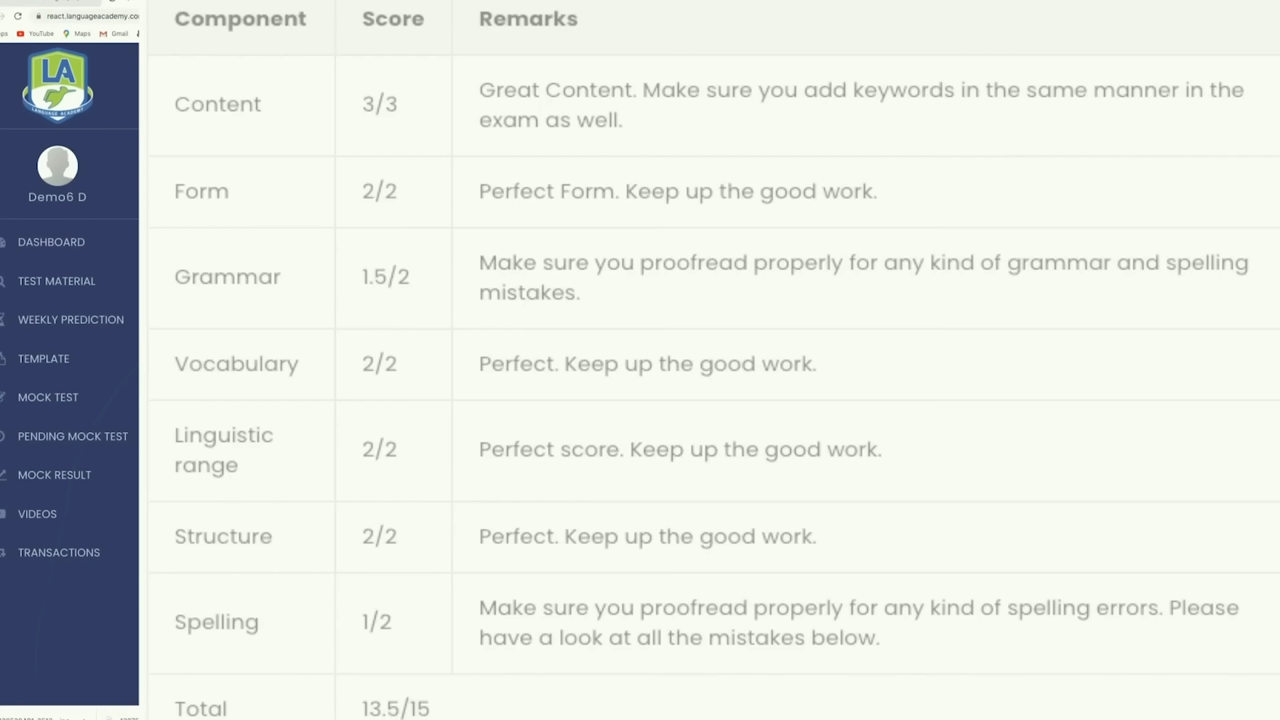 react.languageacademy.co
YouTube Maps Gmail
LA
LANGUAGE ACADEMY
Demo6 D
DASHBOARD
TEST MATERIAL
WEEKLY PREDICTION
TEMPLATE
MOCK TEST
PENDING MOCK TEST
MOCK RESULT
VIDEOS
TRANSACTIONS
Component Score Remarks
Content 3/3 Great Content. Make sure you add keywords in the same manner in the
exam as well.
Form 2/2 Perfect Form. Keep up the good work.
Grammar 1.5/2 Make sure you proofread properly for any kind of grammar and spelling
mistakes.
Vocabulary 2/2 Perfect. Keep up the good work.
Linguistic
range 2/2 Perfect score. Keep up the good work.
Structure 2/2 Perfect. Keep up the good work.
Spelling 1/2 Make sure you proofread properly for any kind of spelling errors. Please
have a look at all the mistakes below.
Total 13.5/15